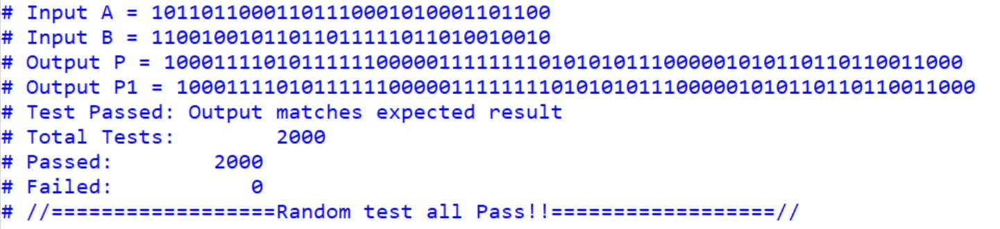 # Input A = 10110110001101110001010001101100
# Input B = 11001001011011011111011010010010
# Output P = 1000111101011111100000111111110101010111000001010110110110011000
# Output P1 = 1000111101011111100000111111110101010111000001010110110110011000
# Test Passed: Output matches expected result
# Total Tests:        2000
# Passed:        2000
# Failed:           0
# //==================Random test all Pass!!==================//